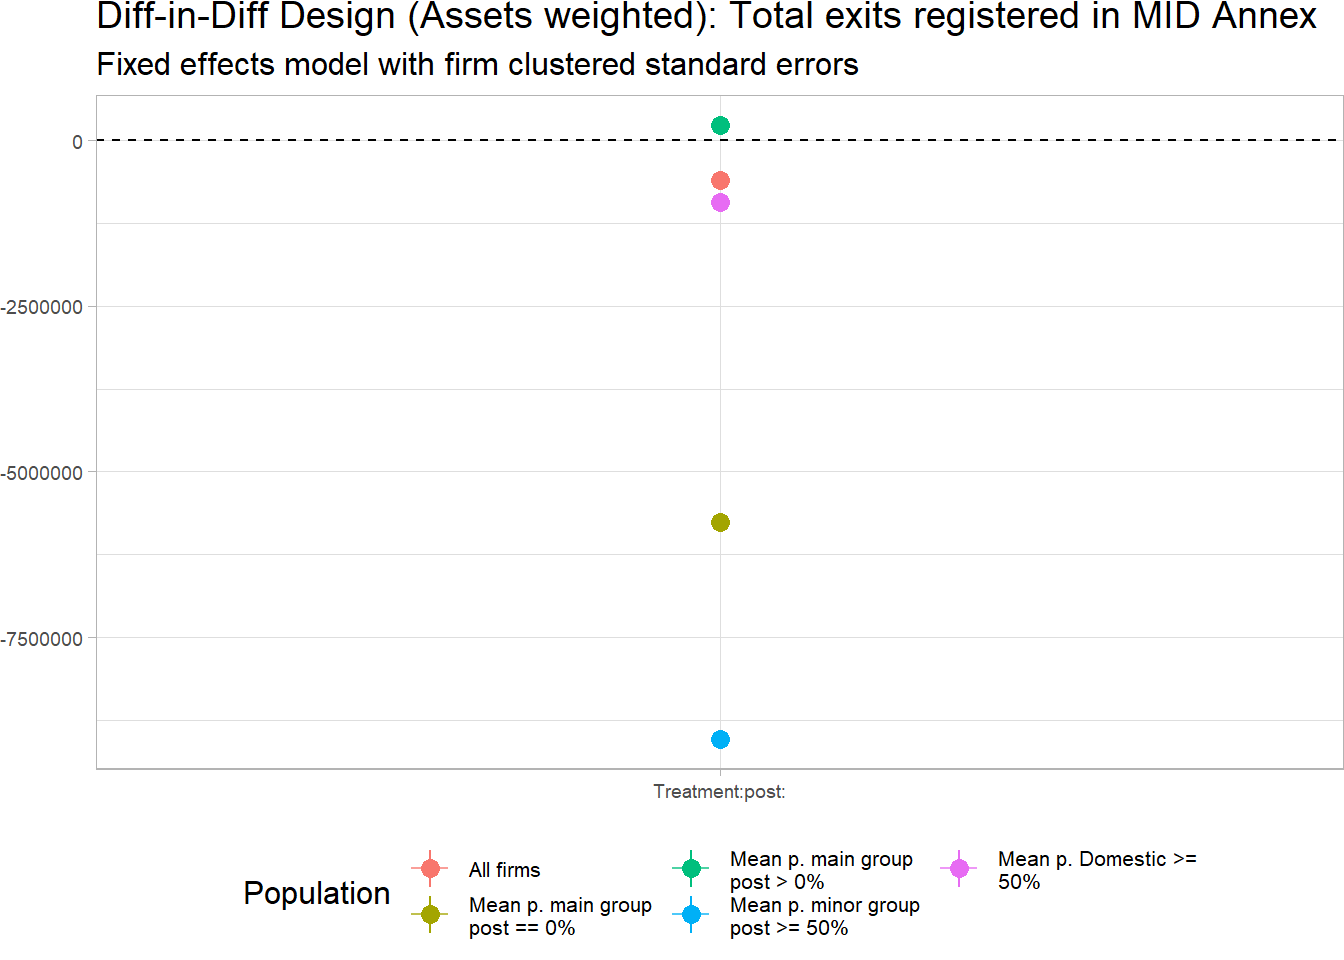 Diff-in-Diff Design (Assets weighted): Total exits registered in MID Annex
Fixed effects model with firm clustered standard errors
0
-2500000
-5000000
-7500000
Treatment:post:
Population
All firms
Mean p. main group
post == 0%
Mean p. main group
post > 0%
Mean p. minor group
post >= 50%
Mean p. Domestic >=
50%